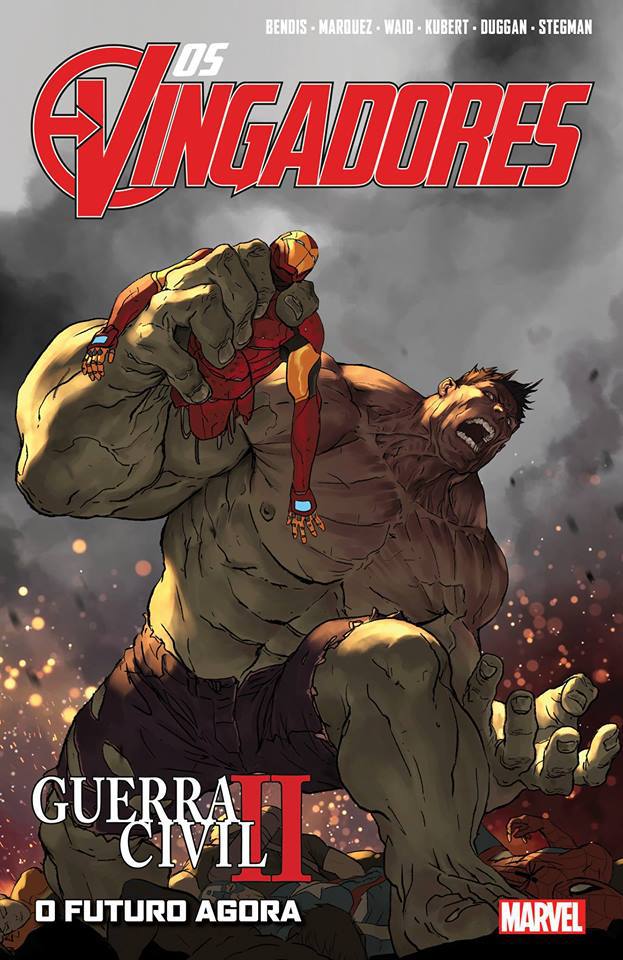 BENDIS · MARQUEZ · WAID · KUBERT · DUGGAN · STEGMAN
OS
VINGADORES
GUERRA
CIVIL II
O FUTURO AGORA
MARVEL